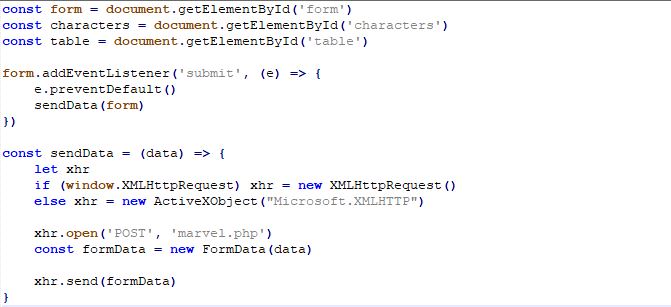 const form = document.getElementById('form')
const characters = document.getElementById('characters')
const table = document.getElementById('table')
form.addEventListener('submit', (e) => {
    e.preventDefault()
    sendData(form)
})
const sendData = (data) => {
    let xhr
    if (window.XMLHttpRequest) xhr = new XMLHttpRequest()
    else xhr = new ActiveXObject("Microsoft.XMLHTTP")
    xhr.open('POST', 'marvel.php')
    const formData = new FormData(data)
    xhr.send(formData)
}